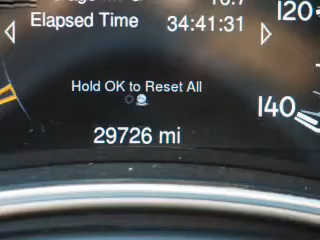 120
Elapsed Time 34:41:31
Hold OK to Reset All
140
29726 mi